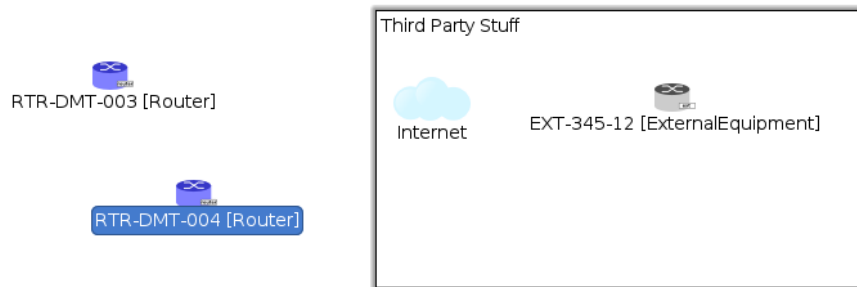 Third Party Stuff
RTR-DMT-003 [Router]
Internet
EXT-345-12 [ExternalEquipment]
RTR-DMT-004 [Router]